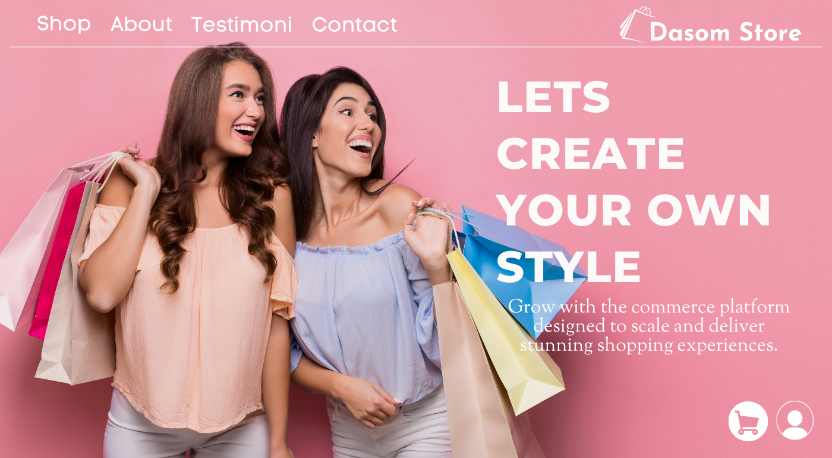 Shop About Testimoni Contact
Dasom Store
LETS
CREATE
YOUR OWN
STYLE
Grow with the commerce platform
designed to scale and deliver
stunning shopping experiences.